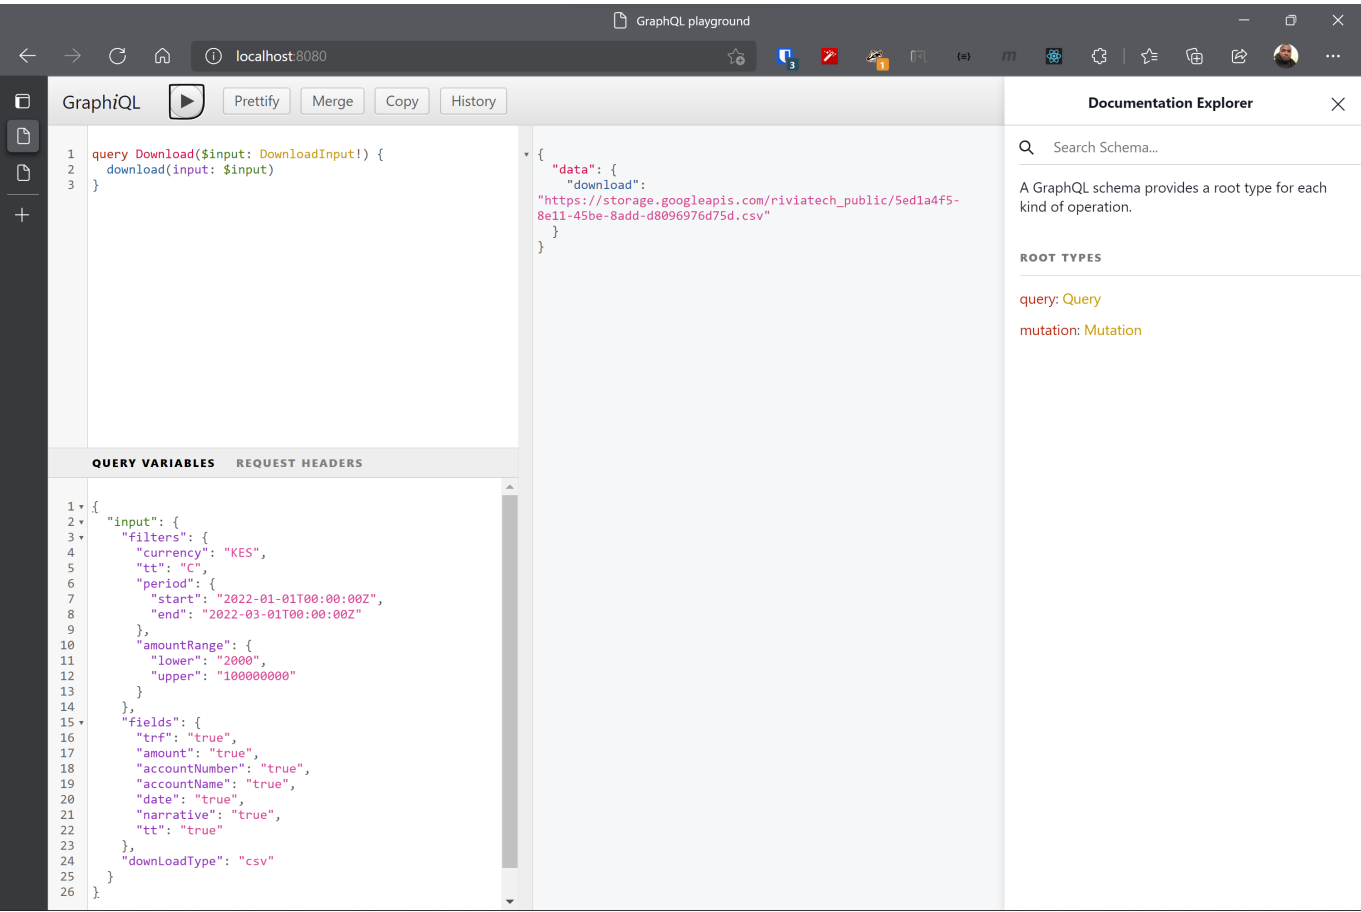 GraphQL playground
localhost:8080
3
1
{=}
m
GraphiQL
Prettify
Merge
Copy
History
Documentation Explorer
1 query Download($input: DownloadInput!) {
2 download(input: $input)
3 }
{
"data": {
"download":
"https://storage.googleapis.com/riviatech_public/5ed1a4f5-
8e11-45be-8add-d8096976d75d.csv"
}
}
Search Schema...
A GraphQL schema provides a root type for each
kind of operation.
ROOT TYPES
query: Query
mutation: Mutation
QUERY VARIABLES REQUEST HEADERS
1 {
2 "input": {
3 "filters": {
4 "currency": "KES",
5 "tt": "C",
6 "period": {
7 "start": "2022-01-01T00:00:00Z",
8 "end": "2022-03-01T00:00:00Z"
9 },
10 "amountRange": {
11 "lower": "2000",
12 "upper": "100000000"
13 }
14 },
15 "fields": {
16 "trf": "true",
17 "amount": "true",
18 "accountNumber": "true",
19 "accountName": "true",
20 "date": "true",
21 "narrative": "true",
22 "tt": "true"
23 },
24 "downLoadType": "csv"
25 }
26 }